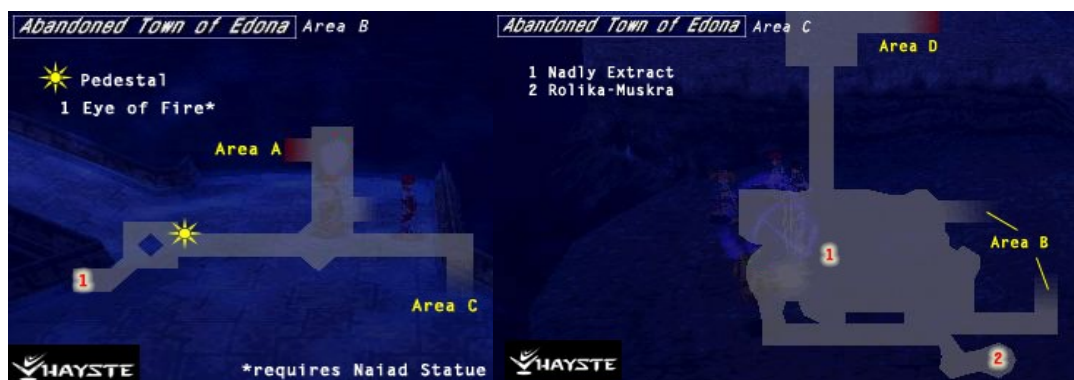 Abandoned Town of Edona Area B
Pedestal
1 Eye of Fire*
Area A
1
Area C
HAYSTE
*requires Naiad Statue
Abandoned Town of Edona Area C
Area D
1 Nadly Extract
2 Rolika-Muskra
Area B
1
2
HAYSTE